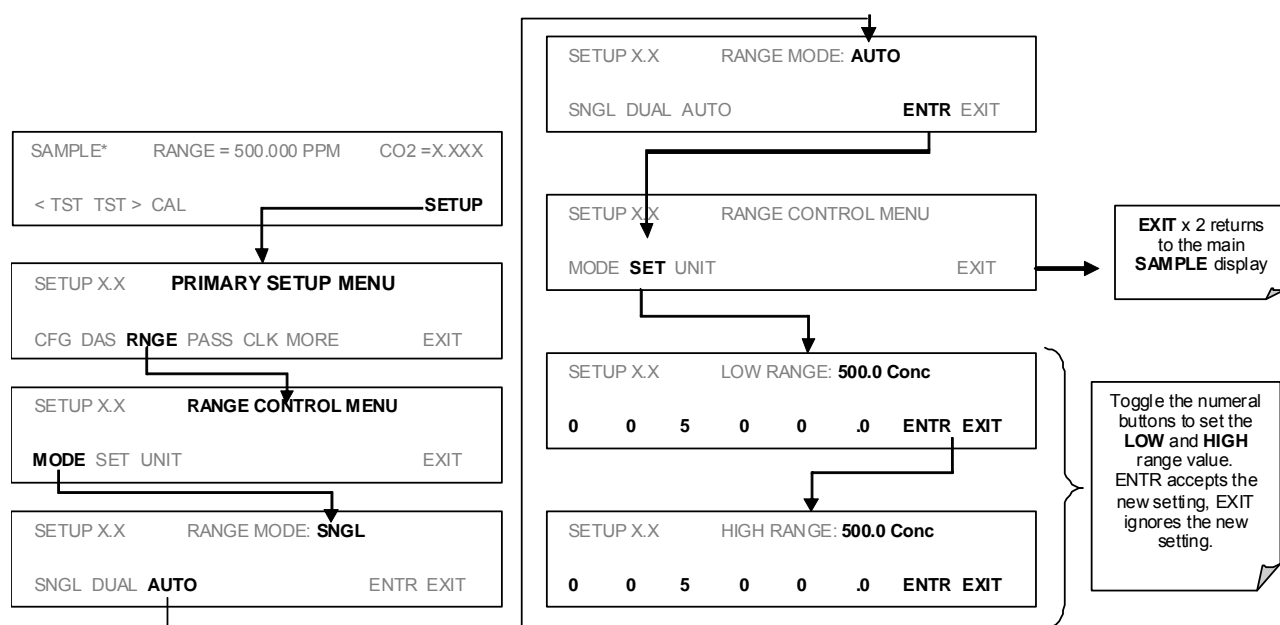 SAMPLE* RANGE = 500.000 PPM CO2 =X.XXX
< TST TST > CAL SETUP
SETUP X.X PRIMARY SETUP MENU
CFG DAS RNGE PASS CLK MORE EXIT
SETUP X.X RANGE CONTROL MENU
MODE SET UNIT EXIT
SETUP X.X RANGE MODE: SNGL
SNGL DUAL AUTO ENTR EXIT
SETUP X.X RANGE MODE: AUTO
SNGL DUAL AUTO ENTR EXIT
SETUP X.X RANGE CONTROL MENU
MODE SET UNIT EXIT
EXIT x 2 returns
to the main
SAMPLE display
SETUP X.X LOW RANGE: 500.0 Conc
0 0 5 0 0 .0 ENTR EXIT
SETUP X.X HIGH RANGE: 500.0 Conc
0 0 5 0 0 .0 ENTR EXIT
Toggle the numeral
buttons to set the
LOW and HIGH
range value.
ENTR accepts the
new setting, EXIT
ignores the new
setting.